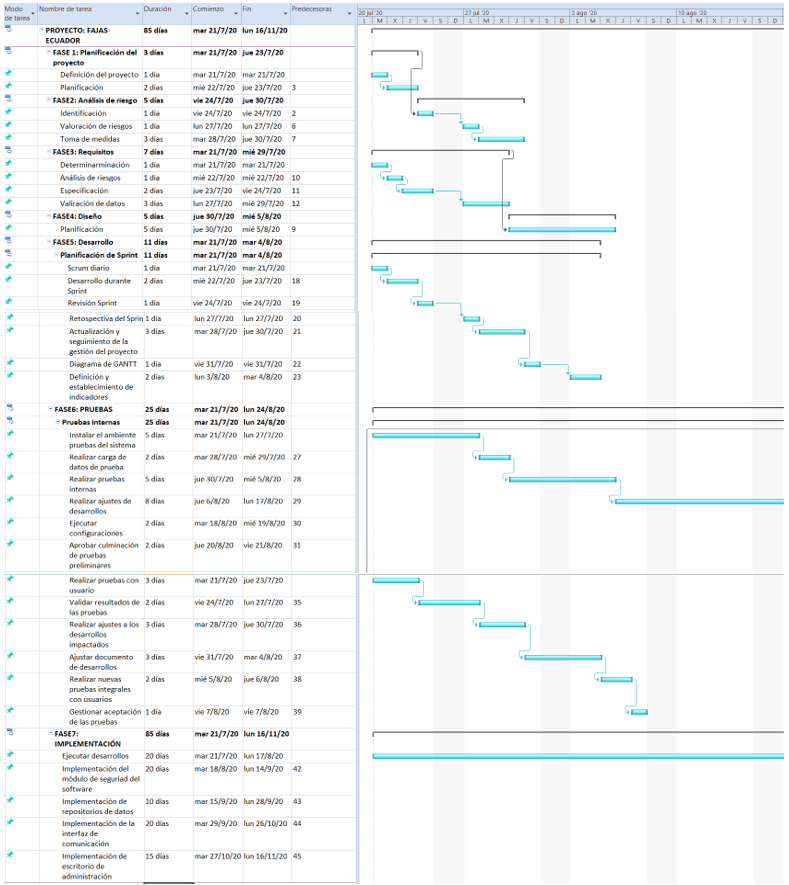 Modo de tarea Nombre de tarea Duración Comienzo Fin Predecesoras
20 jul '20 27 jul '20 3 ago '20 10 ago '20
L M X J V S D L M X J V S D L M X J V S D L M X J V S D
PROYECTO: FAJAS ECUADOR 85 días mar 21/7/20 lun 16/11/20
FASE 1: Planificación del proyecto 3 días mar 21/7/20 jue 23/7/20
Definición del proyecto 1 día mar 21/7/20 mar 21/7/20
Planificación 2 días mié 22/7/20 jue 23/7/20 3
FASE2: Análisis de riesgo 5 días vie 24/7/20 jue 30/7/20
Identificación 1 día vie 24/7/20 vie 24/7/20 2
Valoración de riesgos 1 día lun 27/7/20 lun 27/7/20 6
Toma de medidas 3 días mar 28/7/20 jue 30/7/20 7
FASE3: Requisitos 7 días mar 21/7/20 mié 29/7/20
Determinarminación 1 día mar 21/7/20 mar 21/7/20
Análisis de riesgos 1 día mié 22/7/20 mié 22/7/20 10
Especificación 2 días jue 23/7/20 vie 24/7/20 11
Valiración de datos 3 días lun 27/7/20 mié 29/7/20 12
FASE4: Diseño 5 días jue 30/7/20 mié 5/8/20
Planificación 5 días jue 30/7/20 mié 5/8/20 9
FASE5: Desarrollo 11 días mar 21/7/20 mar 4/8/20
Planificación de Sprint 11 días mar 21/7/20 mar 4/8/20
Scrum diario 1 día mar 21/7/20 mar 21/7/20
Desarrollo durante Sprint 2 días mié 22/7/20 jue 23/7/20 18
Revisión Sprint 1 día vie 24/7/20 vie 24/7/20 19
Retospectiva del Sprin 1 día lun 27/7/20 lun 27/7/20 20
Actualización y seguimiento de la gestión del proyecto 3 días mar 28/7/20 jue 30/7/20 21
Diagrama de GANTT 1 día vie 31/7/20 vie 31/7/20 22
Definición y establecimiento de indicadores 2 días lun 3/8/20 mar 4/8/20 23
FASE6: PRUEBAS 25 días mar 21/7/20 lun 24/8/20
Pruebas internas 25 días mar 21/7/20 lun 24/8/20
Instalar el ambiente pruebas del sistema 5 días mar 21/7/20 lun 27/7/20
Realizar carga de datos de prueba 2 días mar 28/7/20 mié 29/7/20 27
Realizar pruebas internas 5 días jue 30/7/20 mié 5/8/20 28
Realizar ajustes de desarrollos 8 días jue 6/8/20 lun 17/8/20 29
Ejecutar configuraciones 2 días mar 18/8/20 mié 19/8/20 30
Aprobar culminación de pruebas preliminares 2 días jue 20/8/20 vie 21/8/20 31
Realizar pruebas con usuario 3 días mar 21/7/20 jue 23/7/20
Validar resultados de las pruebas 2 días vie 24/7/20 lun 27/7/20 35
Realizar ajustes a los desarrollos impactados 3 días mar 28/7/20 jue 30/7/20 36
Ajustar documento de desarrollos 3 días vie 31/7/20 mar 4/8/20 37
Realizar nuevas pruebas integrales con usuarios 2 días mié 5/8/20 jue 6/8/20 38
Gestionar aceptación de las pruebas 1 día vie 7/8/20 vie 7/8/20 39
FASE7: IMPLEMENTACIÓN 85 días mar 21/7/20 lun 16/11/20
Ejecutar desarrollos 20 días mar 21/7/20 lun 17/8/20
Implementación del módulo de seguriad del software 20 días mar 18/8/20 lun 14/9/20 42
Implementación de repositorios de datos 10 días mar 15/9/20 lun 28/9/20 43
Implementación de la interfaz de comunicación 20 días mar 29/9/20 lun 26/10/20 44
Implementación de escritorio de administración 15 días mar 27/10/20 lun 16/11/20 45